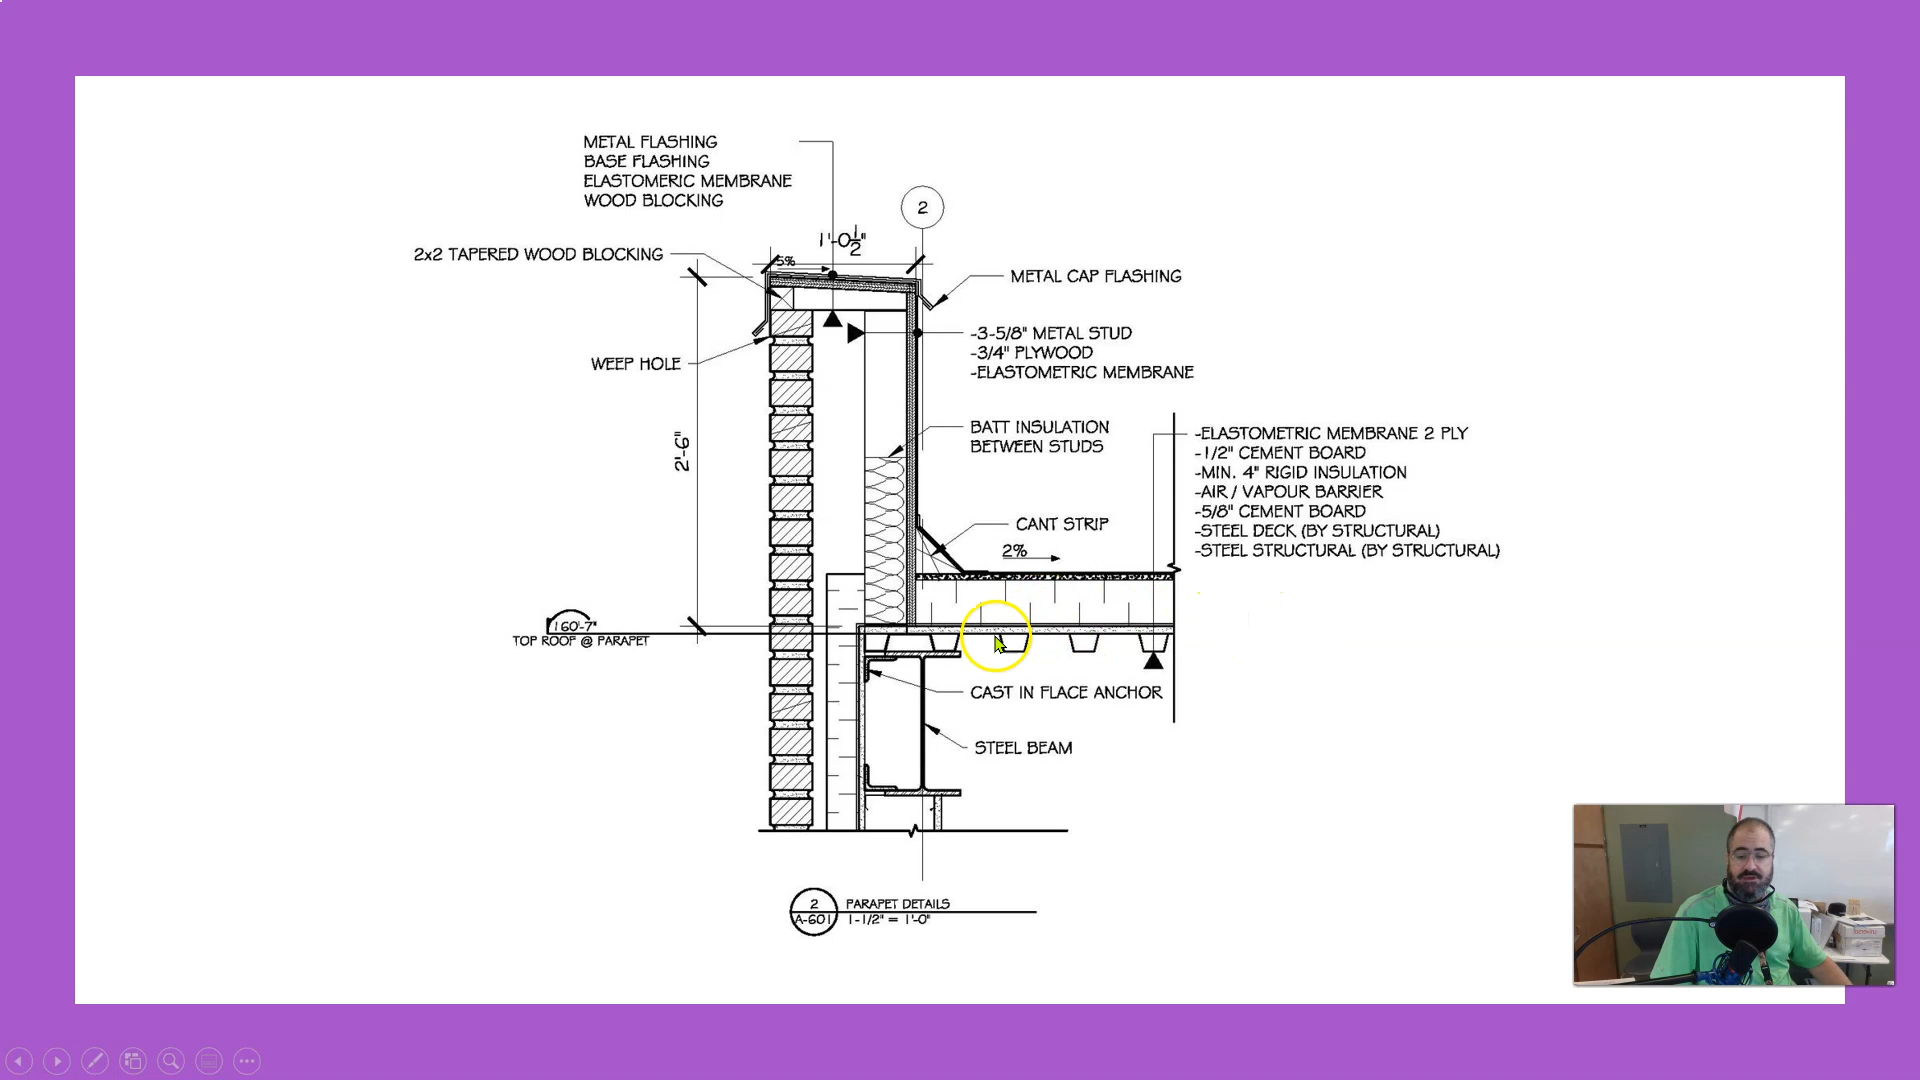 METAL FLASHING
BASE FLASHING
ELASTOMERIC MEMBRANE
WOOD BLOCKING
2
1'-0 1/2"
2x2 TAPERED WOOD BLOCKING
5%
METAL CAP FLASHING
-3-5/8" METAL STUD
-3/4" PLYWOOD
-ELASTOMETRIC MEMBRANE
WEEP HOLE
2'-6"
BATT INSULATION
BETWEEN STUDS
-ELASTOMETRIC MEMBRANE 2 PLY
-1/2" CEMENT BOARD
-MIN. 4" RIGID INSULATION
-AIR / VAPOUR BARRIER
-5/8" CEMENT BOARD
-STEEL DECK (BY STRUCTURAL)
-STEEL STRUCTURAL (BY STRUCTURAL)
CANT STRIP
2%
160'-7"
TOP ROOF @ PARAPET
CAST IN FLACE ANCHOR
STEEL BEAM
2
A-601
PARAPET DETAILS
1-1/2" = 1'-0"